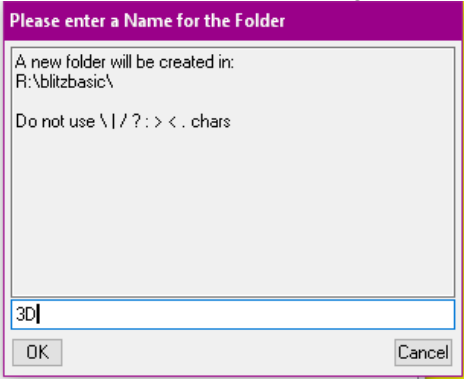 Please enter a Name for the Folder
A new folder will be created in:
R:\blitzbasic\
Do not use \ | / ? : > < . chars
3D
OK
Cancel